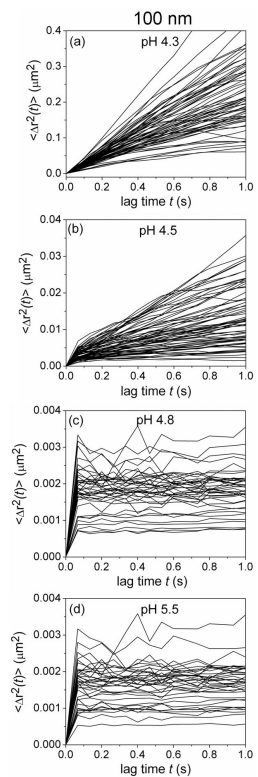 100 nm
(a) pH 4.3
<Δr²(t)> (μm²)
0.4
0.3
0.2
0.1
0.0
0.0 0.2 0.4 0.6 0.8 1.0
lag time t (s)
(b) pH 4.5
<Δr²(t)> (μm²)
0.04
0.03
0.02
0.01
0.00
0.0 0.2 0.4 0.6 0.8 1.0
lag time t (s)
(c) pH 4.8
<Δr²(t)> (μm²)
0.004
0.003
0.002
0.001
0.000
0.0 0.2 0.4 0.6 0.8 1.0
lag time t (s)
(d) pH 5.5
<Δr²(t)> (μm²)
0.004
0.003
0.002
0.001
0.000
0.0 0.2 0.4 0.6 0.8 1.0
lag time t (s)